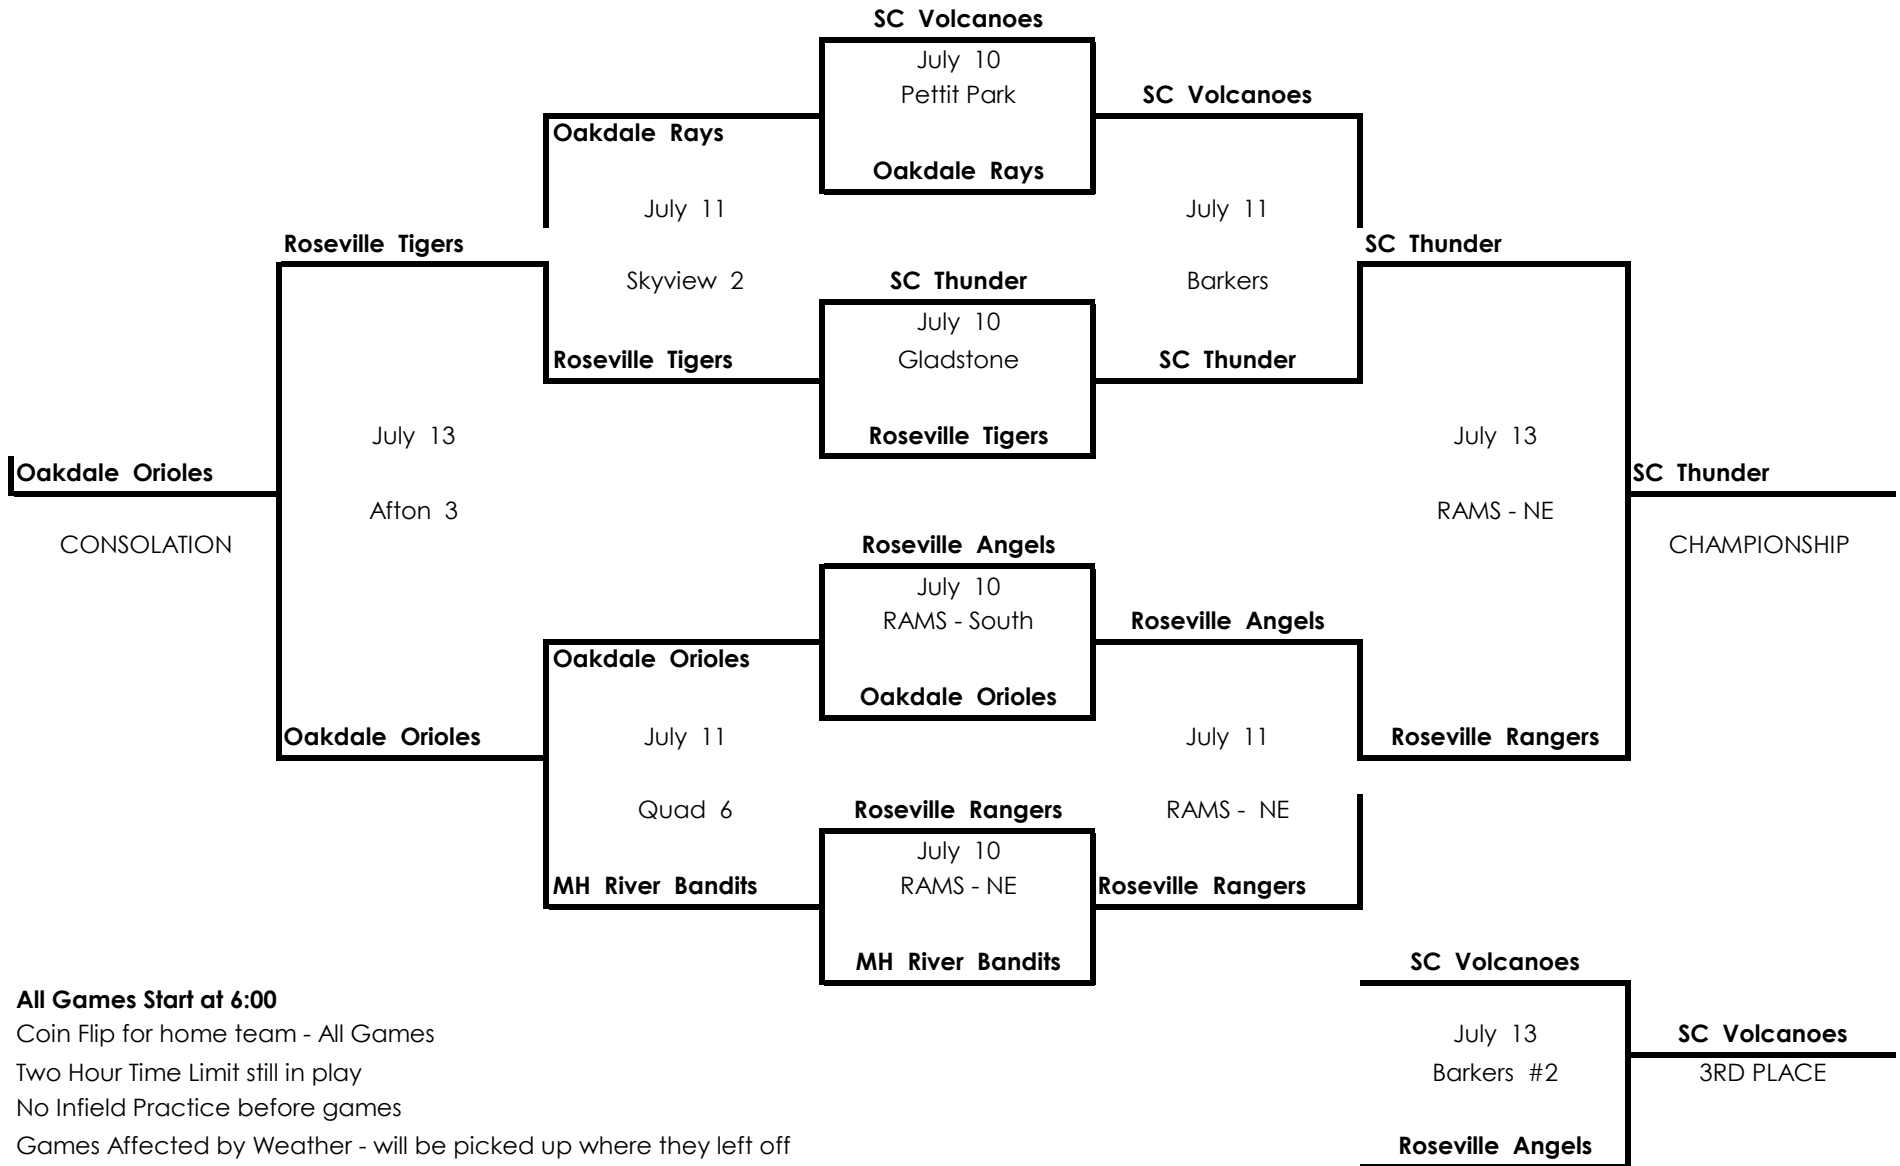 SC Volcanoes
July 10
Pettit Park
SC Volcanoes
Oakdale Rays
Oakdale Rays
July 11
July 11
Roseville Tigers
SC Thunder
Skyview 2
SC Thunder
Barkers
July 10
Roseville Tigers
Gladstone
SC Thunder
July 13
Roseville Tigers
July 13
Oakdale Orioles
SC Thunder
Afton 3
RAMS - NE
CONSOLATION
Roseville Angels
CHAMPIONSHIP
July 10
RAMS - South
Roseville Angels
Oakdale Orioles
Oakdale Orioles
Oakdale Orioles
July 11
July 11
Roseville Rangers
Quad 6
Roseville Rangers
RAMS - NE
July 10
MH River Bandits
RAMS - NE
Roseville Rangers
MH River Bandits
SC Volcanoes
All Games Start at 6:00
Coin Flip for home team - All Games
July 13
SC Volcanoes
Two Hour Time Limit still in play
Barkers #2
3RD PLACE
No Infield Practice before games
Games Affected by Weather - will be picked up where they left off
Roseville Angels